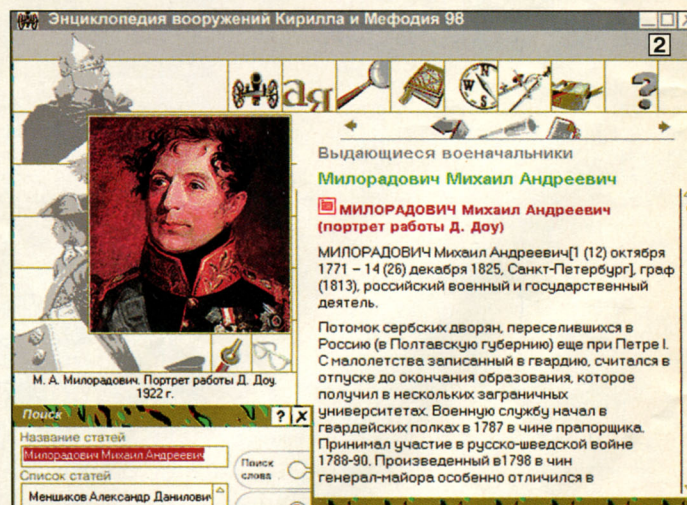 Энциклопедия вооружений Кирилла и Мефодия 98
2
ая
N
W
S
?
Выдающиеся военачальники
Милорадович Михаил Андреевич
МИЛОРАДОВИЧ Михаил Андреевич
(портрет работы Д. Доу)
МИЛОРАДОВИЧ Михаил Андреевич[1 (12) октября
1771 – 14 (26) декабря 1825, Санкт-Петербург], граф
(1813), российский военный и государственный
деятель.
Потомок сербских дворян, переселившихся в
Россию (в Полтавскую губернию) еще при Петре I.
С малолетства записанный в гвардию, считался в
отпуске до окончания образования, которое
получил в нескольких заграничных
университетах. Военную службу начал в
гвардейских полках в 1787 в чине прапорщика.
Принимал участие в русско-шведской войне
1788-90. Произведенный в1798 в чин
генерал-майора особенно отличился в
М. А. Милорадович. Портрет работы Д. Доу.
1922 г.
Поиск
? X
Название статей
Милорадович Михаил Андреевич
Поиск
слова
Список статей
Меншиков Александр Данилович